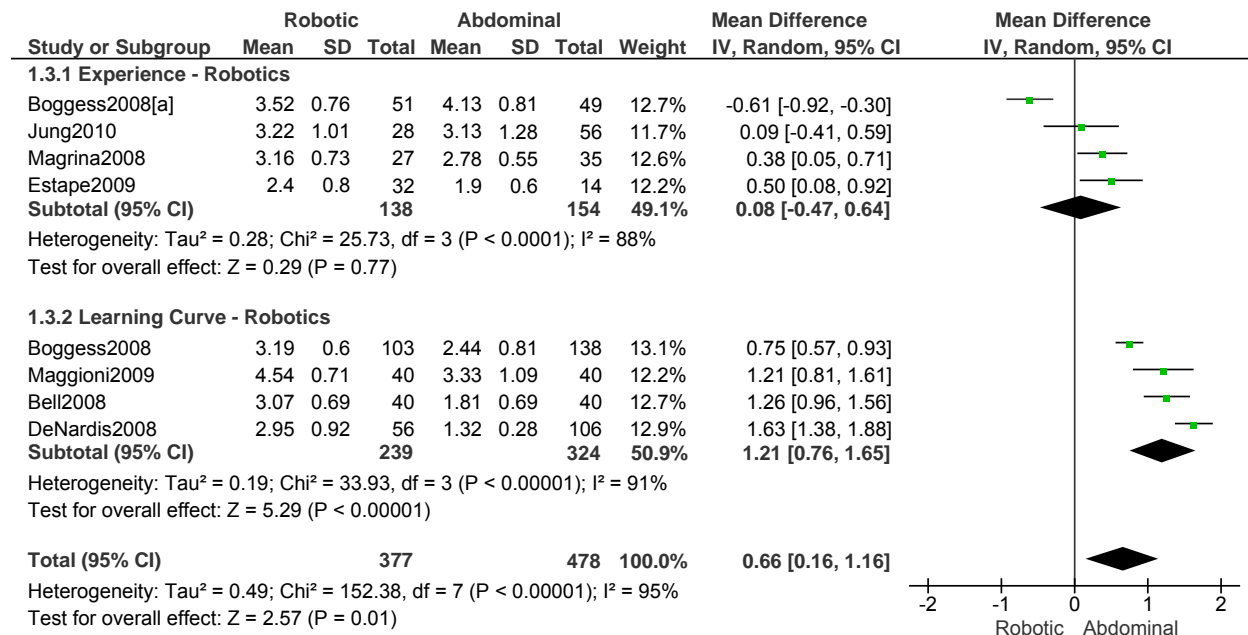 Robotic Abdominal Mean Difference Mean Difference
Study or Subgroup Mean SD Total Mean SD Total Weight IV, Random, 95% CI IV, Random, 95% CI
1.3.1 Experience - Robotics
Boggess2008[a] 3.52 0.76 51 4.13 0.81 49 12.7% -0.61 [-0.92, -0.30]
Jung2010 3.22 1.01 28 3.13 1.28 56 11.7% 0.09 [-0.41, 0.59]
Magrina2008 3.16 0.73 27 2.78 0.55 35 12.6% 0.38 [0.05, 0.71]
Estape2009 2.4 0.8 32 1.9 0.6 14 12.2% 0.50 [0.08, 0.92]
Subtotal (95% CI) 138 154 49.1% 0.08 [-0.47, 0.64]
Heterogeneity: Tau² = 0.28; Chi² = 25.73, df = 3 (P < 0.0001); I² = 88%
Test for overall effect: Z = 0.29 (P = 0.77)
1.3.2 Learning Curve - Robotics
Boggess2008 3.19 0.6 103 2.44 0.81 138 13.1% 0.75 [0.57, 0.93]
Maggioni2009 4.54 0.71 40 3.33 1.09 40 12.2% 1.21 [0.81, 1.61]
Bell2008 3.07 0.69 40 1.81 0.69 40 12.7% 1.26 [0.96, 1.56]
DeNardis2008 2.95 0.92 56 1.32 0.28 106 12.9% 1.63 [1.38, 1.88]
Subtotal (95% CI) 239 324 50.9% 1.21 [0.76, 1.65]
Heterogeneity: Tau² = 0.19; Chi² = 33.93, df = 3 (P < 0.00001); I² = 91%
Test for overall effect: Z = 5.29 (P < 0.00001)
Total (95% CI) 377 478 100.0% 0.66 [0.16, 1.16]
Heterogeneity: Tau² = 0.49; Chi² = 152.38, df = 7 (P < 0.00001); I² = 95%
Test for overall effect: Z = 2.57 (P = 0.01)
-2 -1 0 1 2
Robotic Abdominal